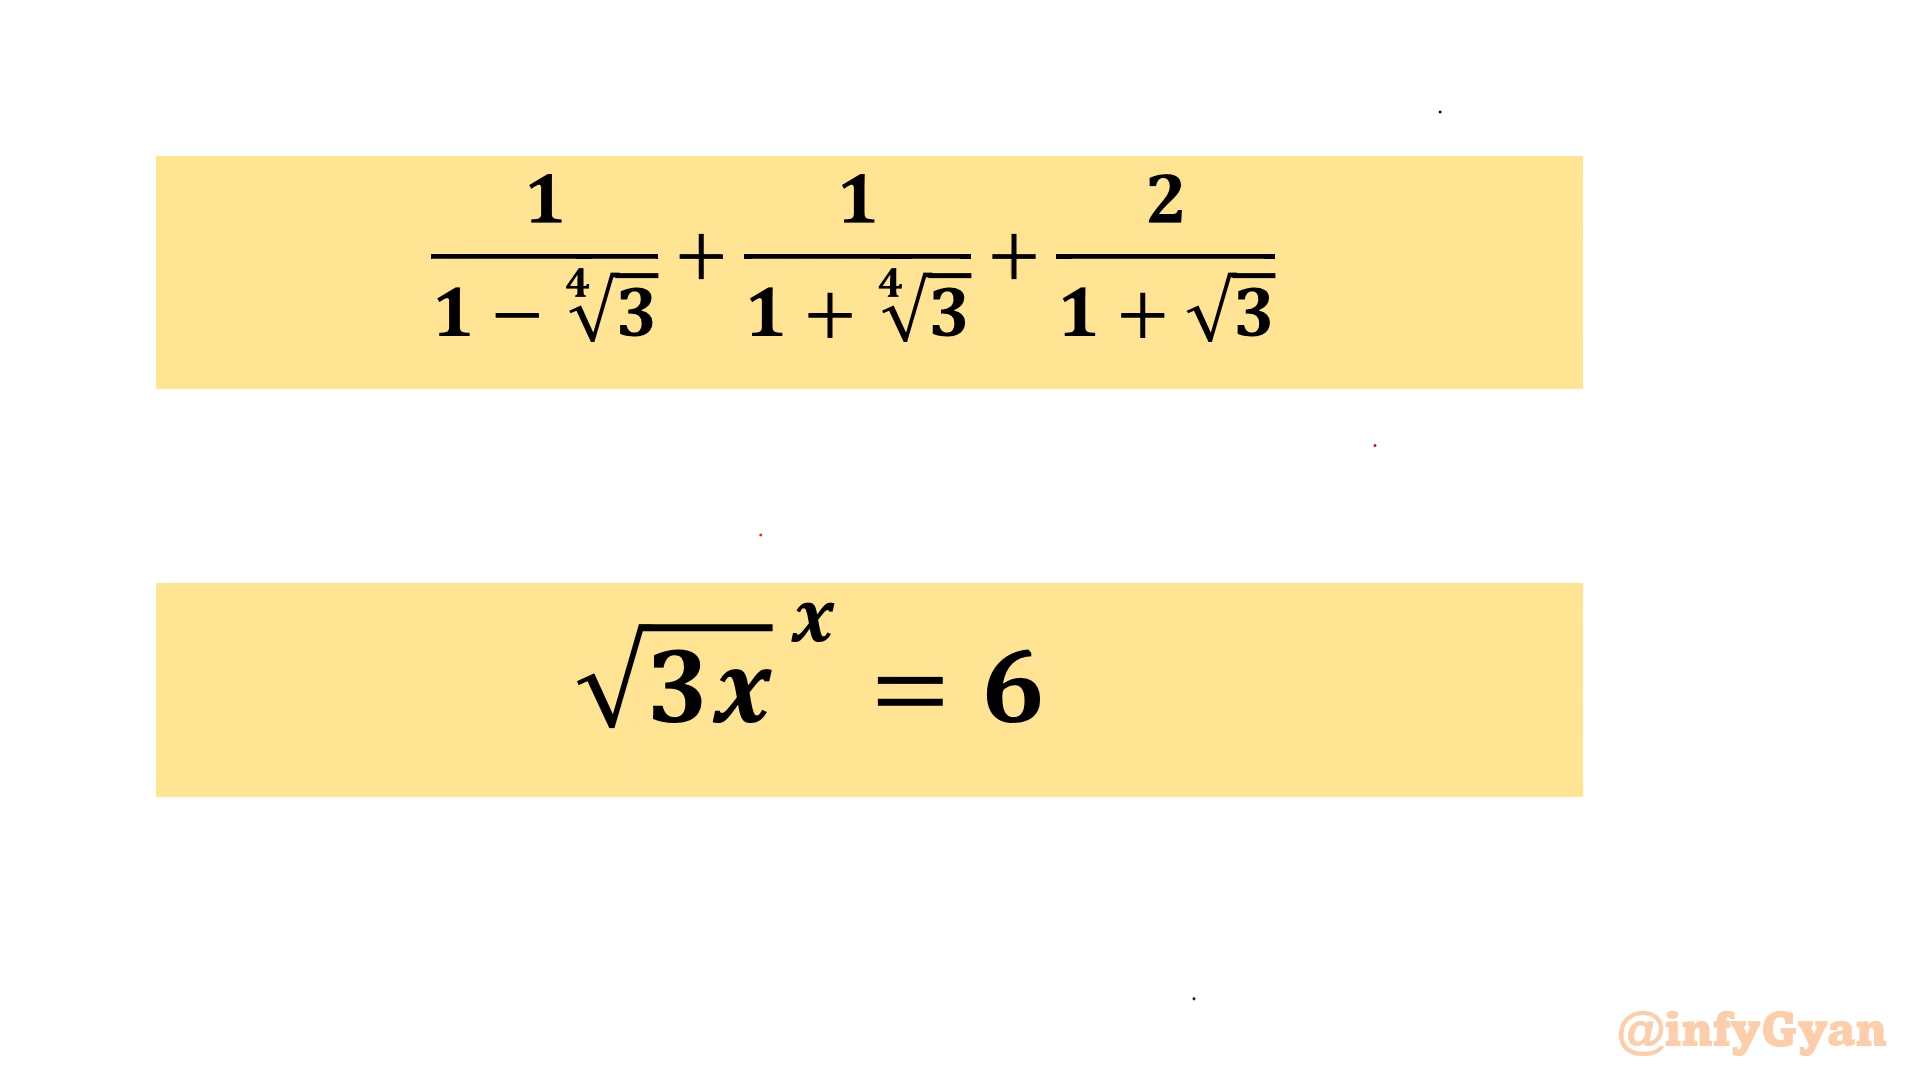 1/(1 − ∜3) + 1/(1 + ∜3) + 2/(1 + √3)
√(3x)^x = 6
@infyGyan